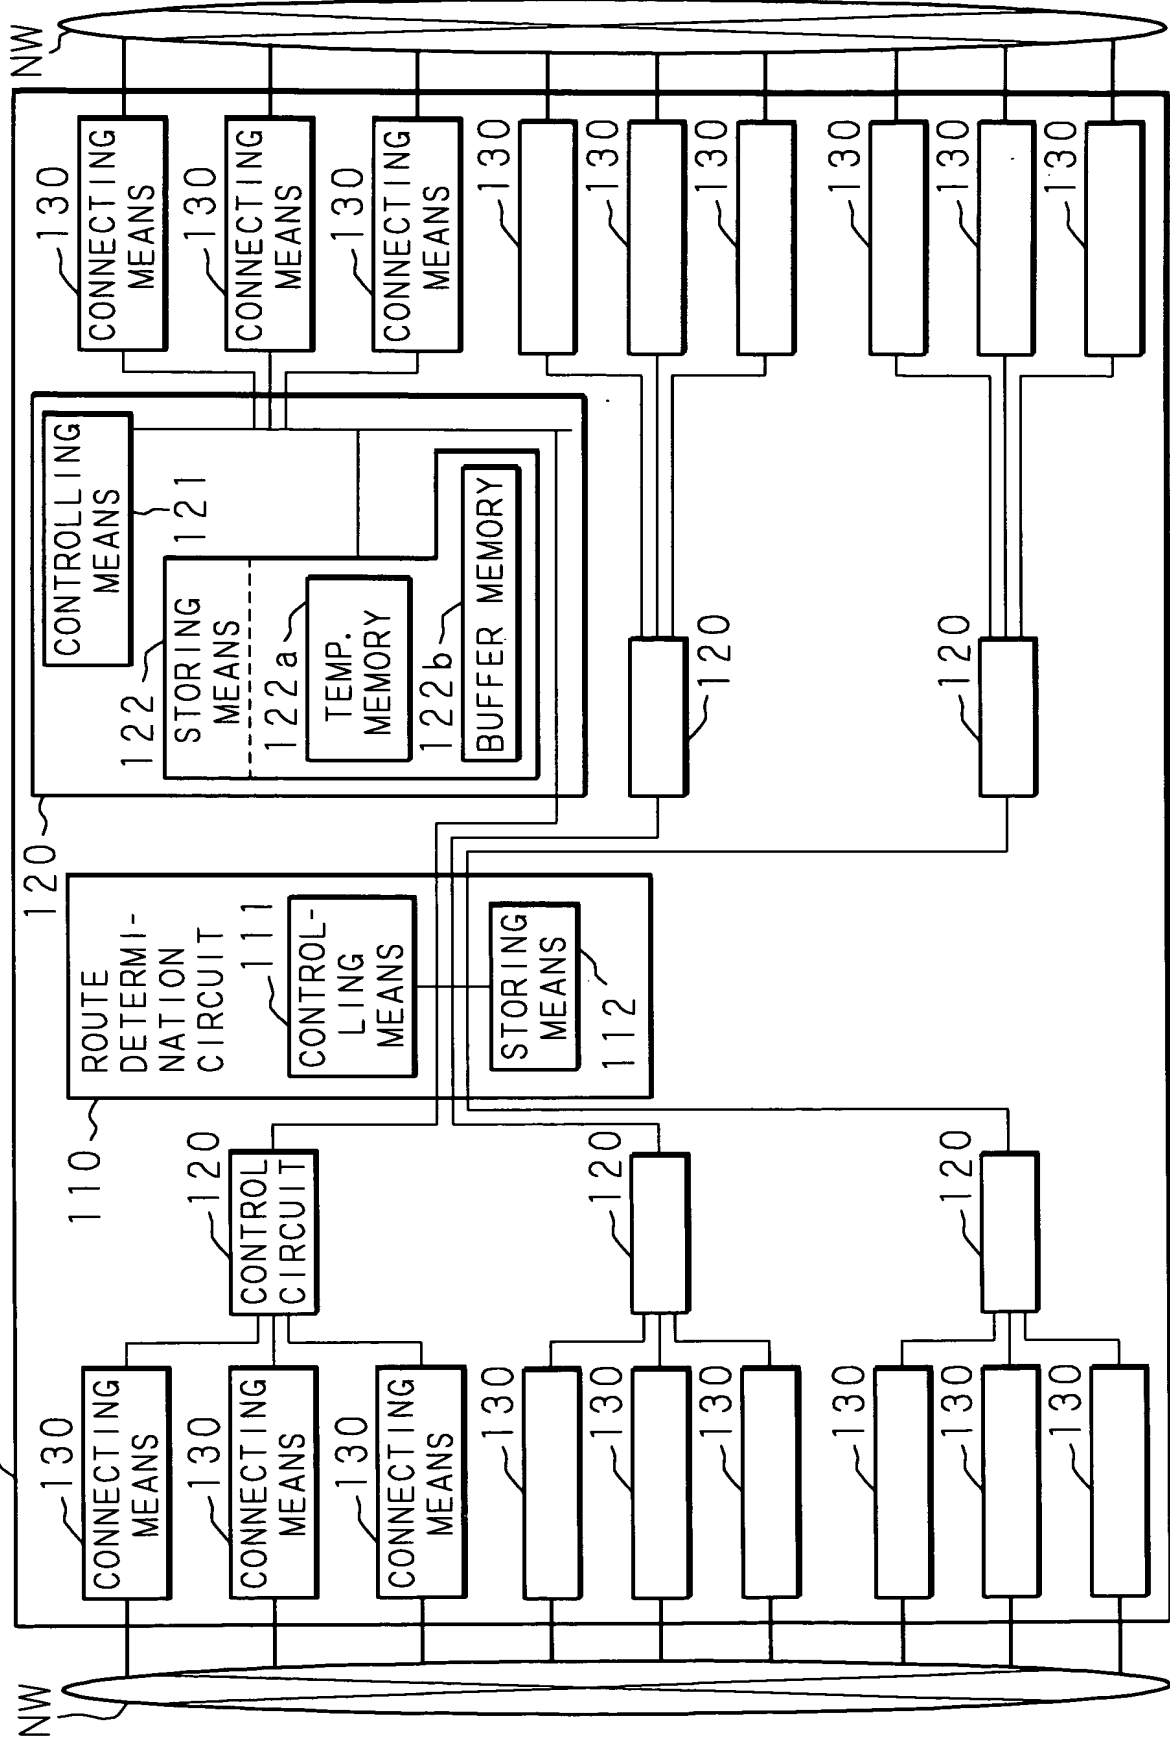 NW
130
CONNECTING
MEANS
130
CONNECTING
MEANS
130
CONNECTING
MEANS
130
130
130
130
130
130
120
CONTROL
CIRCUIT
120
120
110
ROUTE
DETERMI-
NATION
CIRCUIT
111
CONTROL-
LING
MEANS
STORING
MEANS
112
120
CONTROLLING
MEANS
121
122
STORING
MEANS
122a
TEMP.
MEMORY
122b
BUFFER MEMORY
120
120
130
CONNECTING
MEANS
130
CONNECTING
MEANS
130
CONNECTING
MEANS
130
130
130
130
130
130
NW